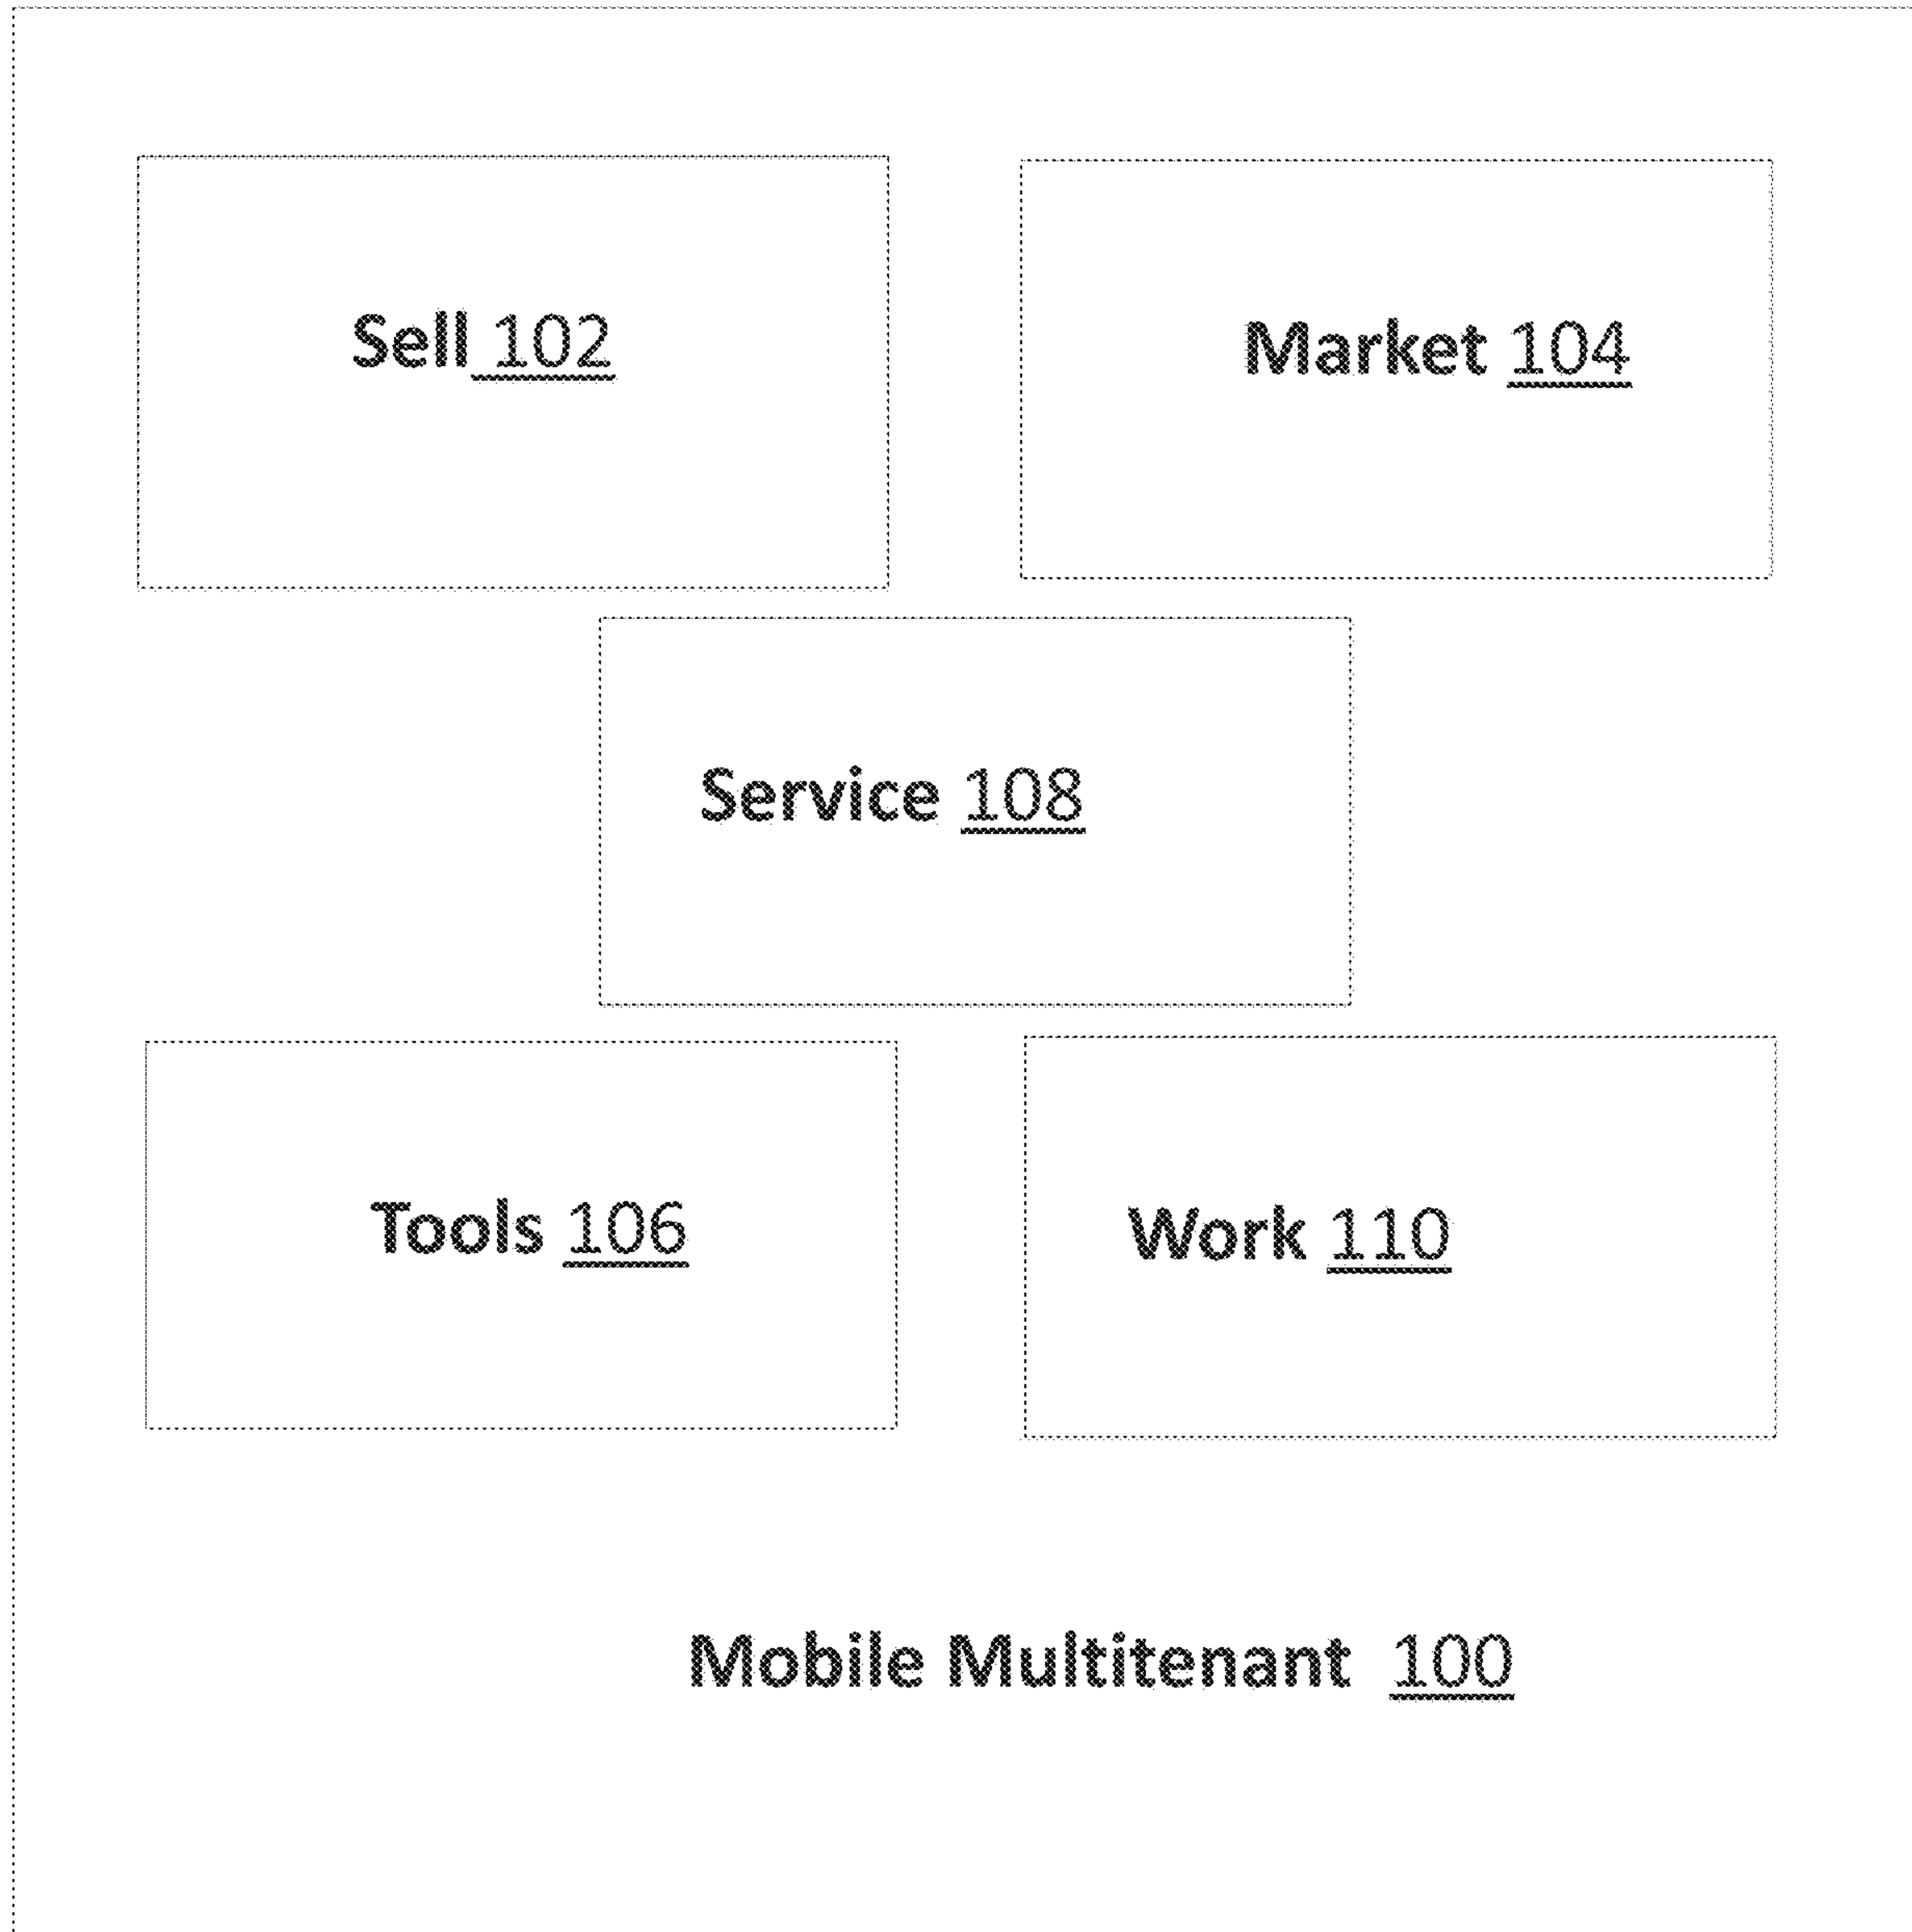 Sell 102
Market 104
Service 108
Tools 106
Work 110
Mobile Multitenant 100